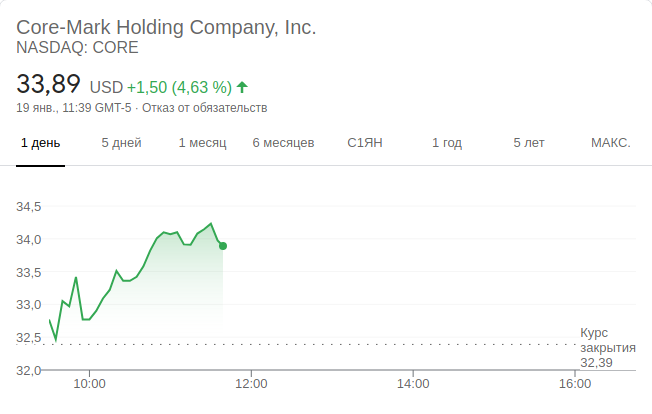 Core-Mark Holding Company, Inc.
NASDAQ: CORE
33,89 USD +1,50 (4,63 %)
19 янв., 11:39 GMT-5 · Отказ от обязательств
1 день 5 дней 1 месяц 6 месяцев С1ЯН 1 год 5 лет МАКС.
34,5
34,0
33,5
33,0
32,5
32,0
Курс
закрытия
32,39
10:00 12:00 14:00 16:00